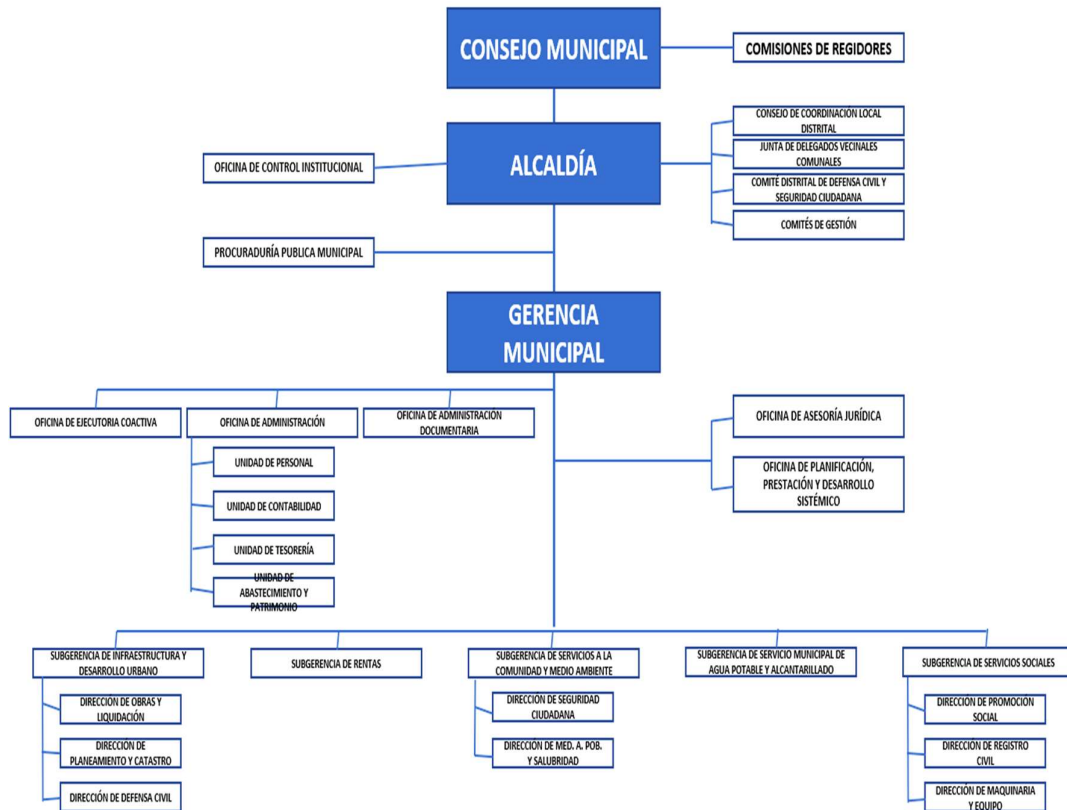 CONSEJO MUNICIPAL
COMISIONES DE REGIDORES
CONSEJO DE COORDINACIÓN LOCAL
DISTRITAL
JUNTA DE DELEGADOS VECINALES
COMUNALES
OFICINA DE CONTROL INSTITUCIONAL
ALCALDÍA
COMITÉ DISTRITAL DE DEFENSA CIVIL Y
SEGURIDAD CIUDADANA
COMITÉS DE GESTIÓN
PROCURADURÍA PUBLICA MUNICIPAL
GERENCIA
MUNICIPAL
OFICINA DE EJECUTORIA COACTIVA
OFICINA DE ADMINISTRACIÓN
OFICINA DE ADMINISTRACIÓN
DOCUMENTARIA
OFICINA DE ASESORÍA JURÍDICA
UNIDAD DE PERSONAL
OFICINA DE PLANIFICACIÓN,
PRESTACIÓN Y DESARROLLO
SISTÉMICO
UNIDAD DE CONTABILIDAD
UNIDAD DE TESORERÍA
UNIDAD DE
ABASTECIMIENTO Y
PATRIMONIO
SUBGERENCIA DE INFRAESTRUCTURA Y
DESARROLLO URBANO
SUBGERENCIA DE RENTAS
SUBGERENCIA DE SERVICIOS A LA
COMUNIDAD Y MEDIO AMBIENTE
SUBGERENCIA DE SERVICIO MUNICIPAL DE
AGUA POTABLE Y ALCANTARILLADO
SUBGERENCIA DE SERVICIOS SOCIALES
DIRECCIÓN DE OBRAS Y
LIQUIDACIÓN
DIRECCIÓN DE
PLANEAMIENTO Y CATASTRO
DIRECCIÓN DE DEFENSA CIVIL
DIRECCIÓN DE SEGURIDAD
CIUDADANA
DIRECCIÓN DE MED. A. POB.
Y SALUBRIDAD
DIRECCIÓN DE PROMOCIÓN
SOCIAL
DIRECCIÓN DE REGISTRO
CIVIL
DIRECCIÓN DE MAQUINARIA
Y EQUIPO